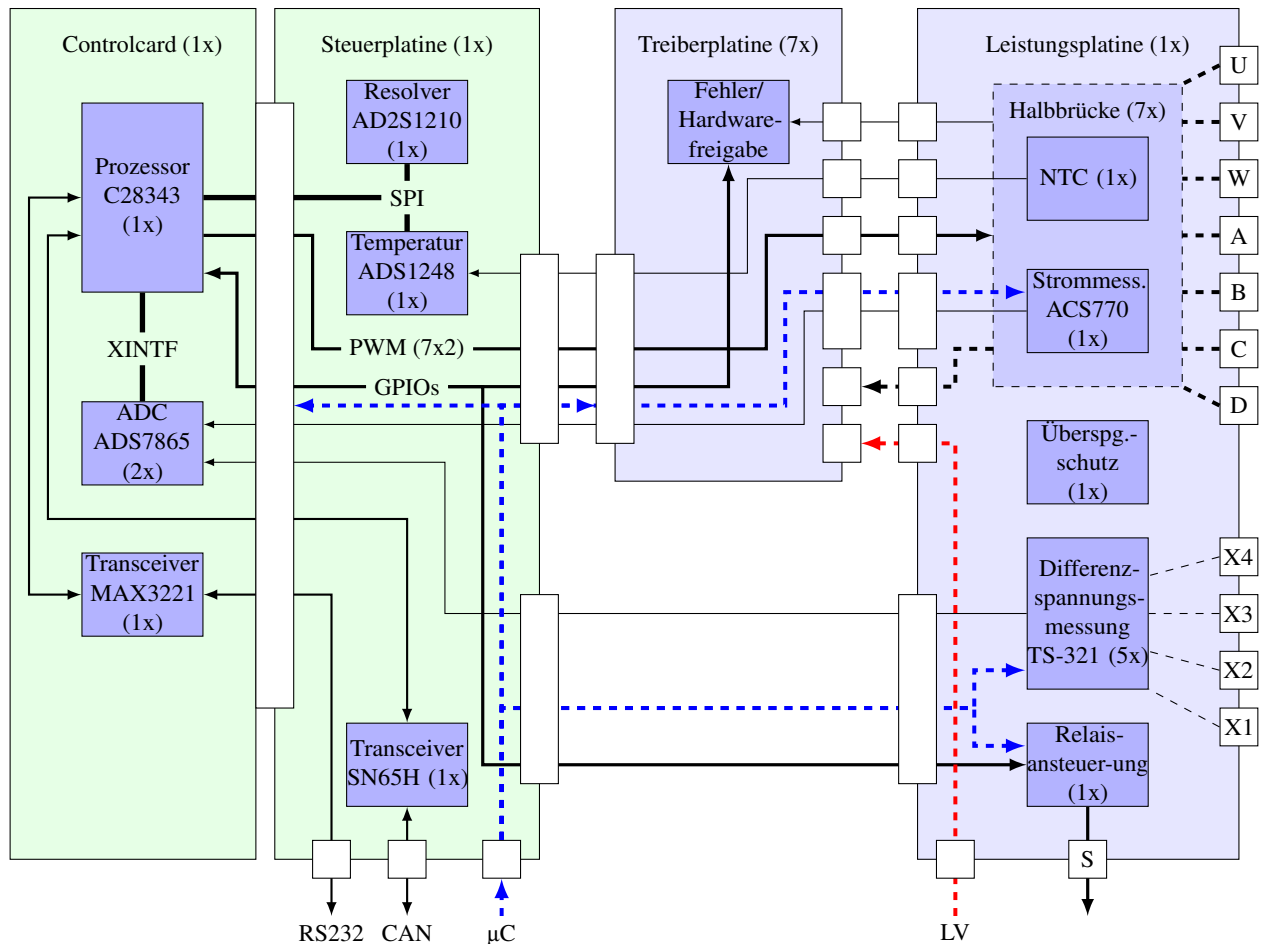 Controlcard (1x)
Steuerplatine (1x)
Treiberplatine (7x)
Leistungsplatine (1x)
Prozessor
C28343
(1x)
XINTF
ADC
ADS7865
(2x)
Transceiver
MAX3221
(1x)
Resolver
AD2S1210
(1x)
SPI
Temperatur
ADS1248
(1x)
PWM (7x2)
GPIOs
Transceiver
SN65H (1x)
Fehler/
Hardware-
freigabe
Halbbrücke (7x)
NTC (1x)
Strommess.
ACS770
(1x)
Überspg.-
schutz
(1x)
Differenz-
spannungs-
messung
TS-321 (5x)
Relais-
ansteuer-ung
(1x)
U
V
W
A
B
C
D
X4
X3
X2
X1
S
RS232
CAN
µC
LV